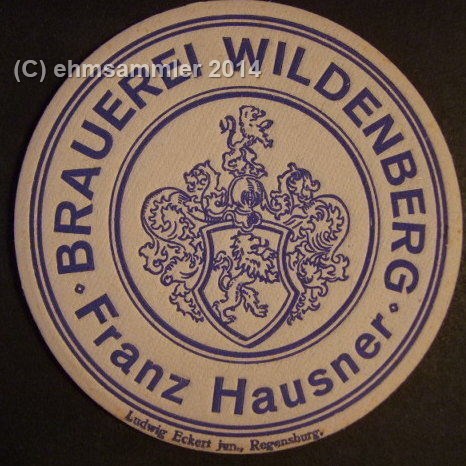 (C) ehmsammler 2014
BRAUEREI WILDENBERG
· Franz Hausner ·
Ludwig Eckert jun., Regensburg.